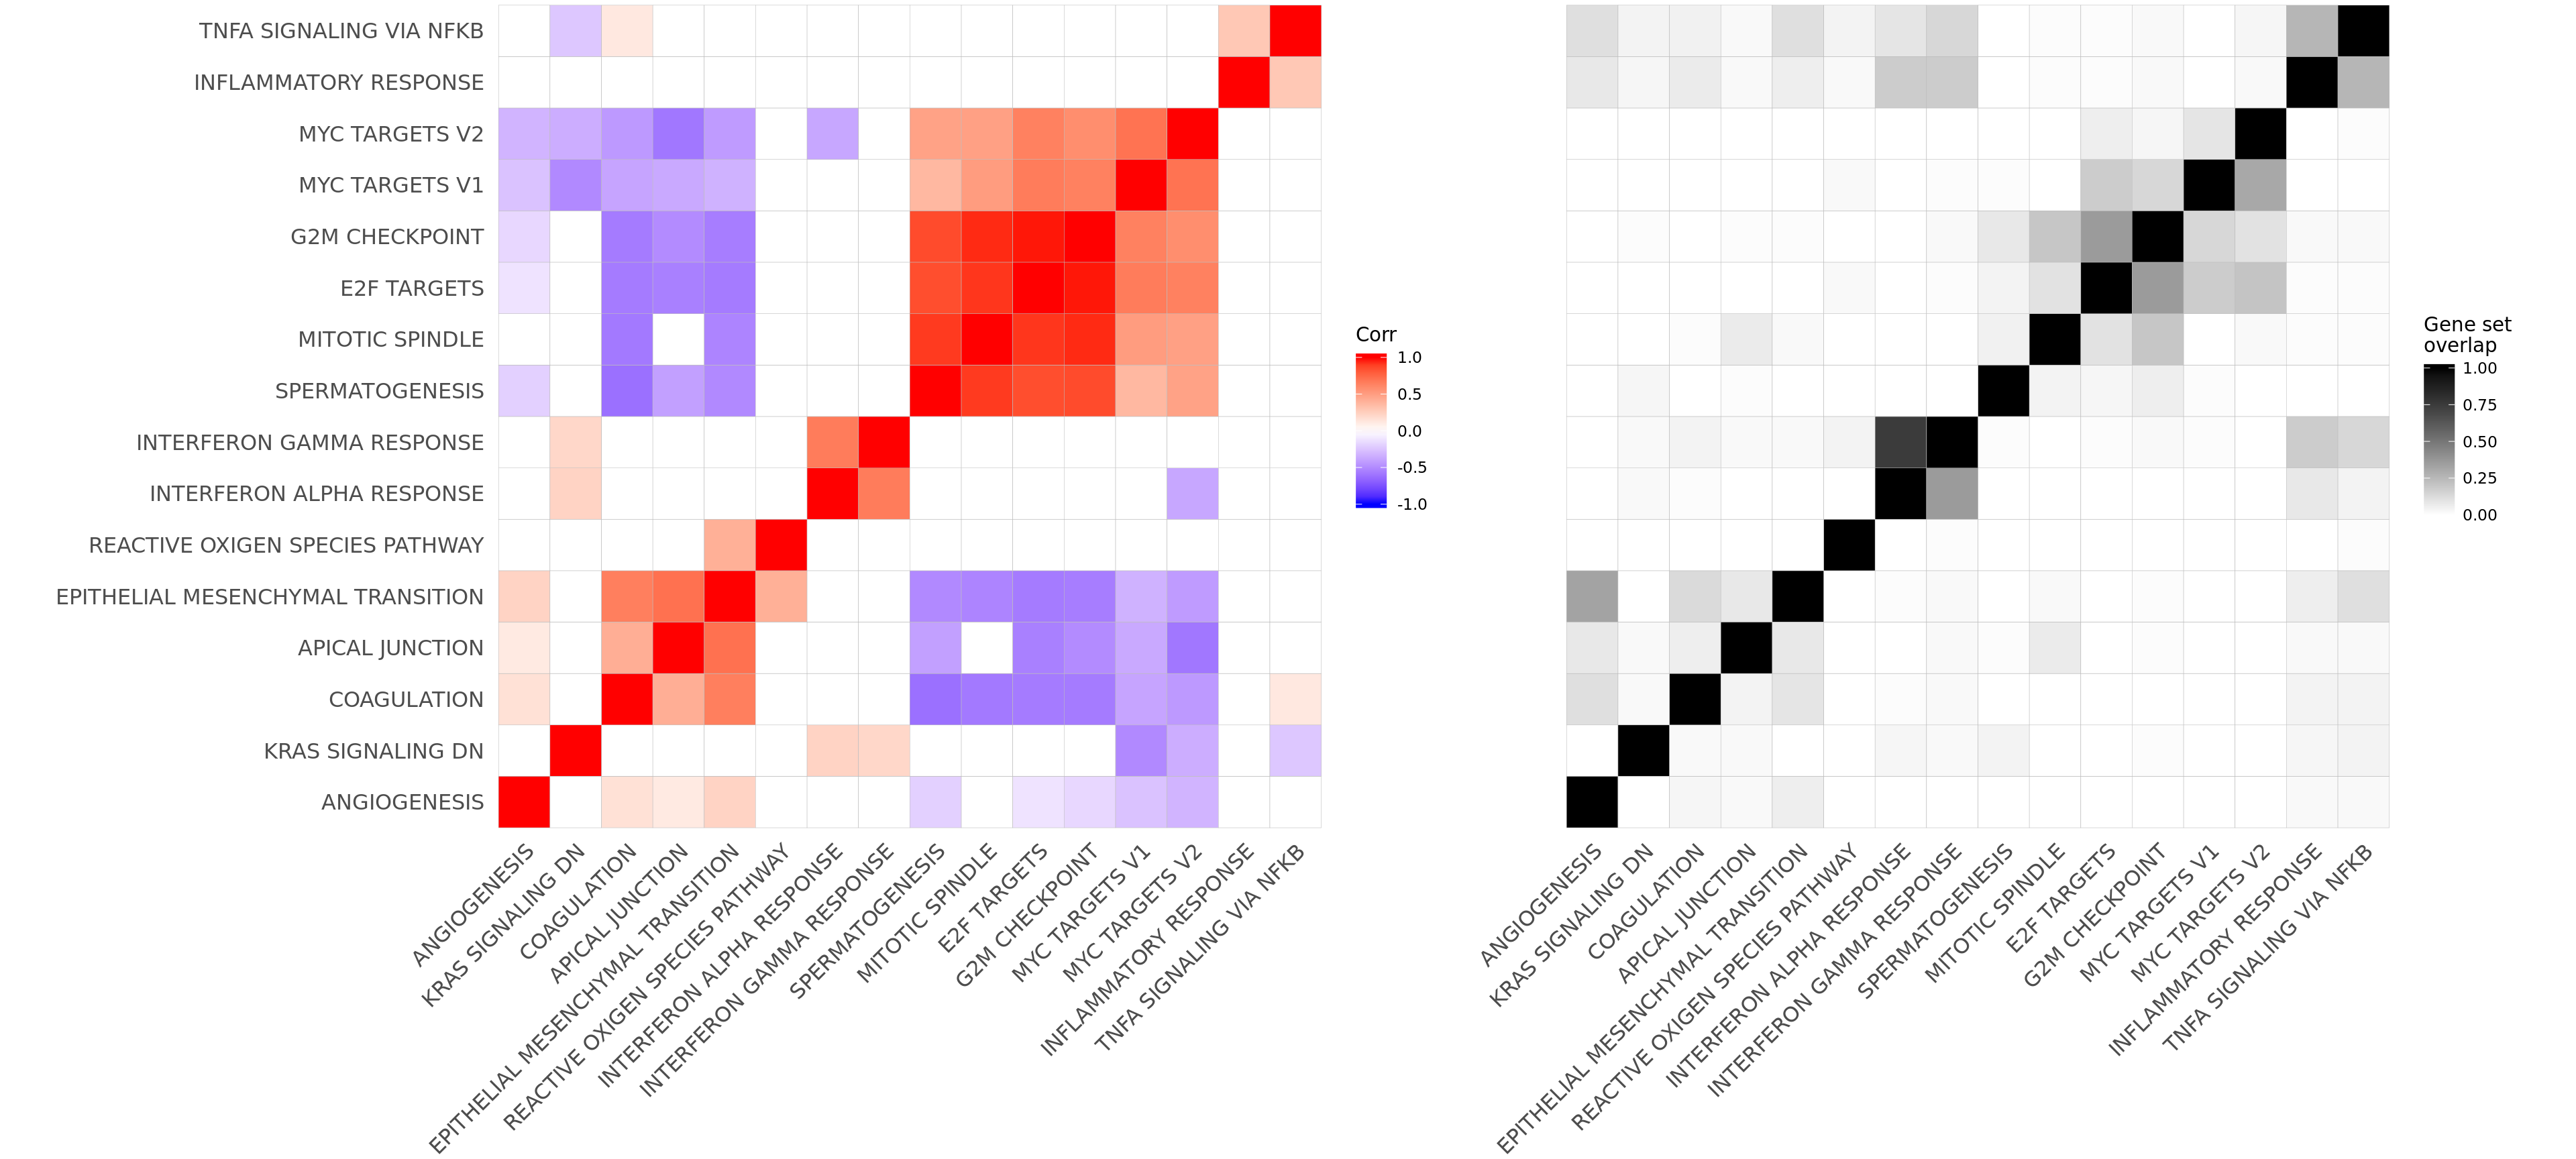 TNFA SIGNALING VIA NFKB
INFLAMMATORY RESPONSE
MYC TARGETS V2
MYC TARGETS V1
G2M CHECKPOINT
E2F TARGETS
MITOTIC SPINDLE
SPERMATOGENESIS
INTERFERON GAMMA RESPONSE
INTERFERON ALPHA RESPONSE
REACTIVE OXIGEN SPECIES PATHWAY
EPITHELIAL MESENCHYMAL TRANSITION
APICAL JUNCTION
COAGULATION
KRAS SIGNALING DN
ANGIOGENESIS
ANGIOGENESIS
KRAS SIGNALING DN
COAGULATION
APICAL JUNCTION
EPITHELIAL MESENCHYMAL TRANSITION
REACTIVE OXIGEN SPECIES PATHWAY
INTERFERON ALPHA RESPONSE
INTERFERON GAMMA RESPONSE
SPERMATOGENESIS
MITOTIC SPINDLE
E2F TARGETS
G2M CHECKPOINT
MYC TARGETS V1
MYC TARGETS V2
INFLAMMATORY RESPONSE
TNFA SIGNALING VIA NFKB
Corr
1.0
0.5
0.0
-0.5
-1.0
ANGIOGENESIS
KRAS SIGNALING DN
COAGULATION
APICAL JUNCTION
EPITHELIAL MESENCHYMAL TRANSITION
REACTIVE OXIGEN SPECIES PATHWAY
INTERFERON ALPHA RESPONSE
INTERFERON GAMMA RESPONSE
SPERMATOGENESIS
MITOTIC SPINDLE
E2F TARGETS
G2M CHECKPOINT
MYC TARGETS V1
MYC TARGETS V2
INFLAMMATORY RESPONSE
TNFA SIGNALING VIA NFKB
Gene set
overlap
1.00
0.75
0.50
0.25
0.00